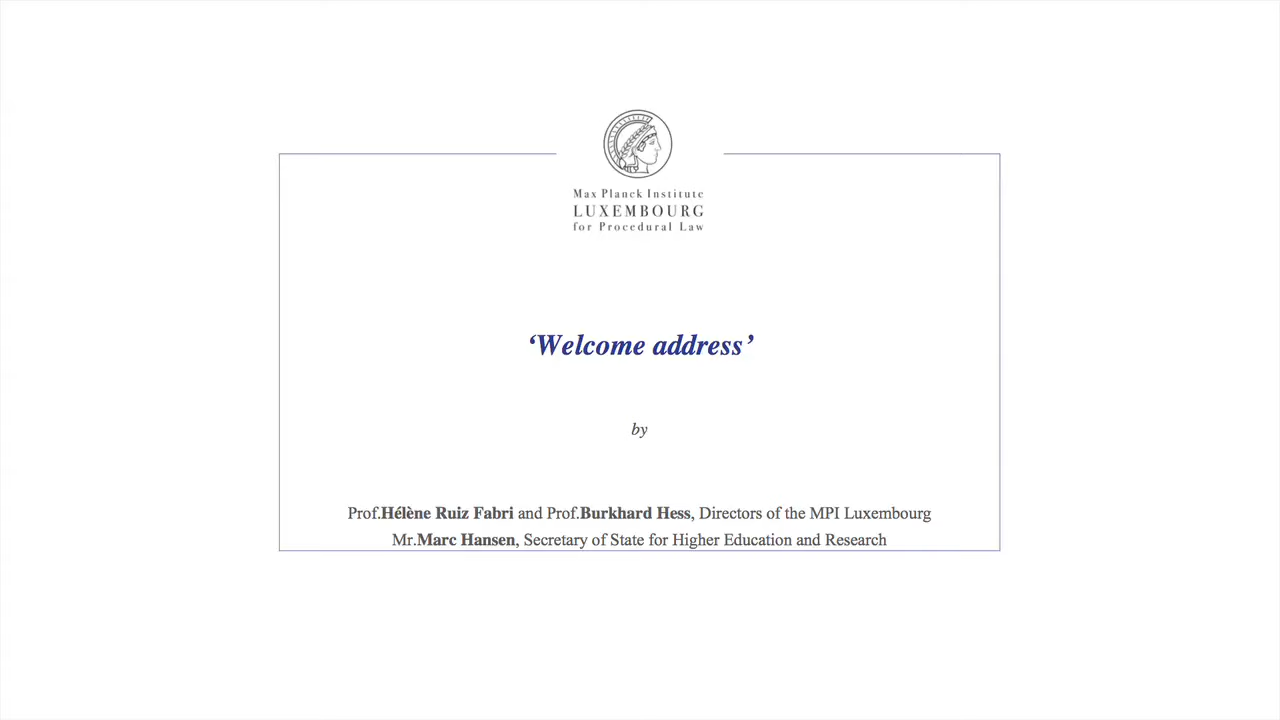 Max Planck Institute
LUXEMBOURG
for Procedural Law
‘Welcome address’
by
Prof.Hélène Ruiz Fabri and Prof.Burkhard Hess, Directors of the MPI Luxembourg
Mr.Marc Hansen, Secretary of State for Higher Education and Research